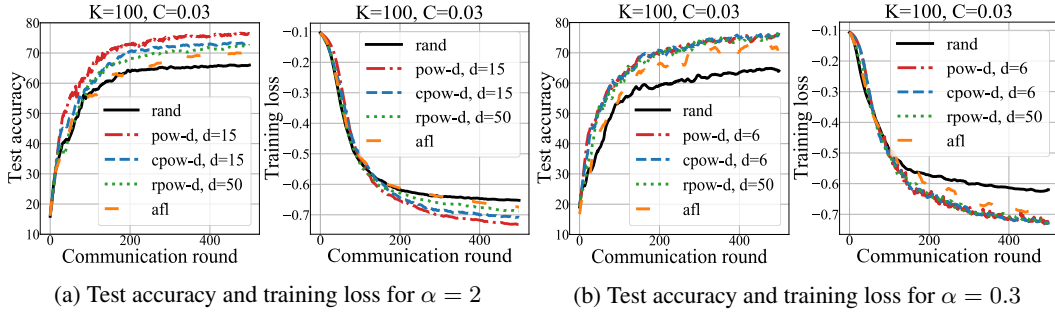 K=100, C=0.03
Test accuracy
80
70
60
50
40
30
20
10
rand
pow-d, d=15
cpow-d, d=15
rpow-d, d=50
afl
0
200
400
Communication round
K=100, C=0.03
Training loss
−0.1
−0.2
−0.3
−0.4
−0.5
−0.6
−0.7
rand
pow-d, d=15
cpow-d, d=15
rpow-d, d=50
afl
0
200
400
Communication round
(a) Test accuracy and training loss for α = 2
K=100, C=0.03
Test accuracy
80
70
60
50
40
30
20
10
rand
pow-d, d=6
cpow-d, d=6
rpow-d, d=50
afl
0
200
400
Communication round
K=100, C=0.03
Training loss
−0.1
−0.2
−0.3
−0.4
−0.5
−0.6
−0.7
rand
pow-d, d=6
cpow-d, d=6
rpow-d, d=50
afl
0
200
400
Communication round
(b) Test accuracy and training loss for α = 0.3